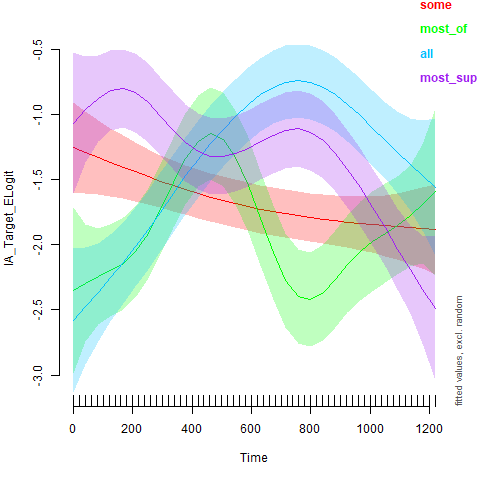 some
most_of
all
most_sup
-0.5
-1.0
-1.5
-2.0
-2.5
-3.0
IA_Target_ELogit
fitted values, excl. random
0 200 400 600 800 1000 1200
Time